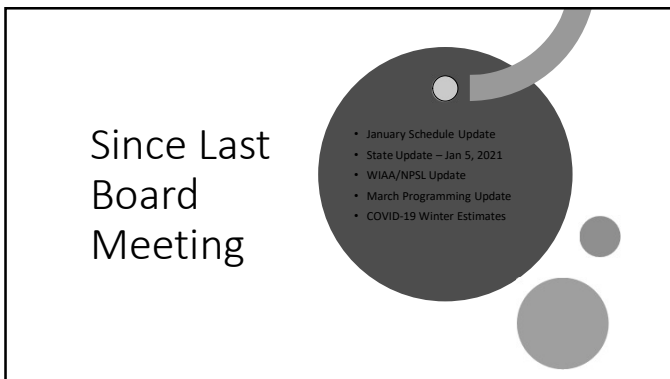 Since Last
Board
Meeting
• January Schedule Update
• State Update – Jan 5, 2021
• WIAA/NPSL Update
• March Programming Update
• COVID-19 Winter Estimates